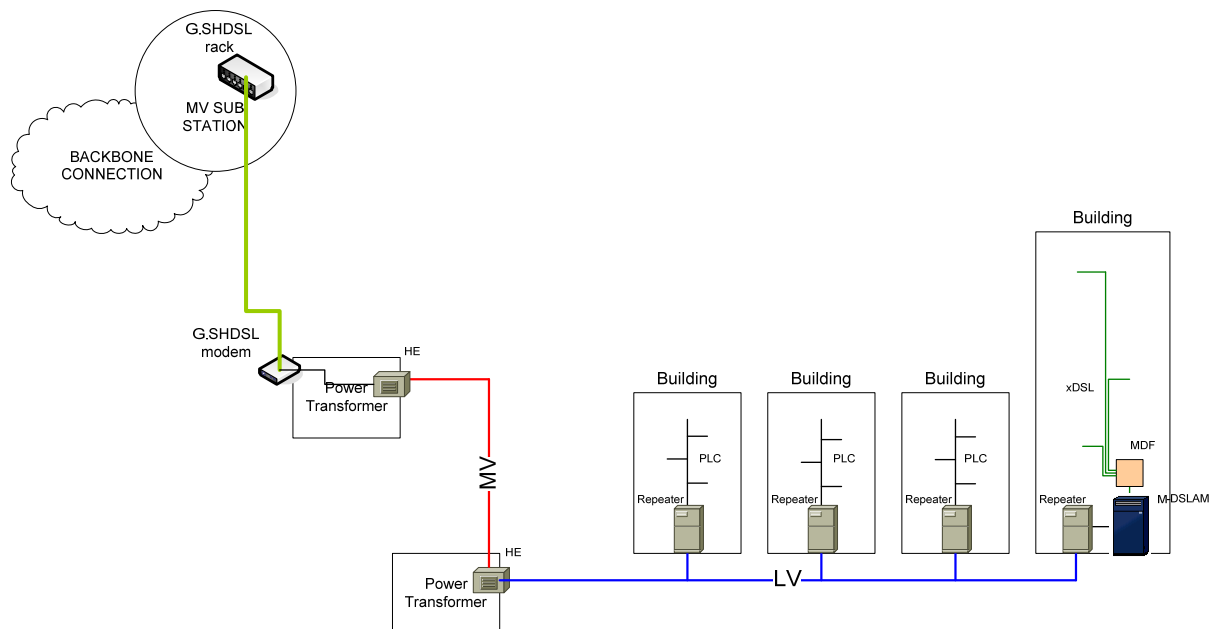 G.SHDSL
rack
MV SUB
STATION
BACKBONE
CONNECTION
G.SHDSL
modem
HE
Power
Transformer
MV
HE
Power
Transformer
LV
Building
PLC
Repeater
Building
PLC
Repeater
Building
PLC
Repeater
Building
xDSL
MDF
Repeater
M-DSLAM